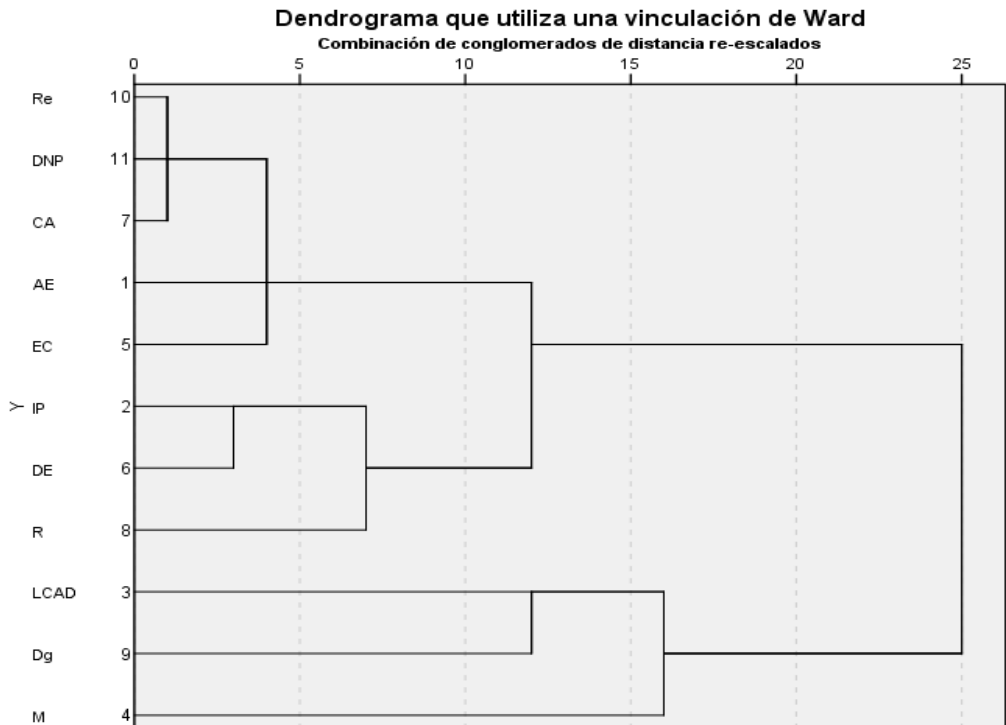 Dendrograma que utiliza una vinculación de Ward
Combinación de conglomerados de distancia re-escalados
0 5 10 15 20 25
Re 10
DNP 11
CA 7
AE 1
EC 5
Y
IP 2
DE 6
R 8
LCAD 3
Dg 9
M 4